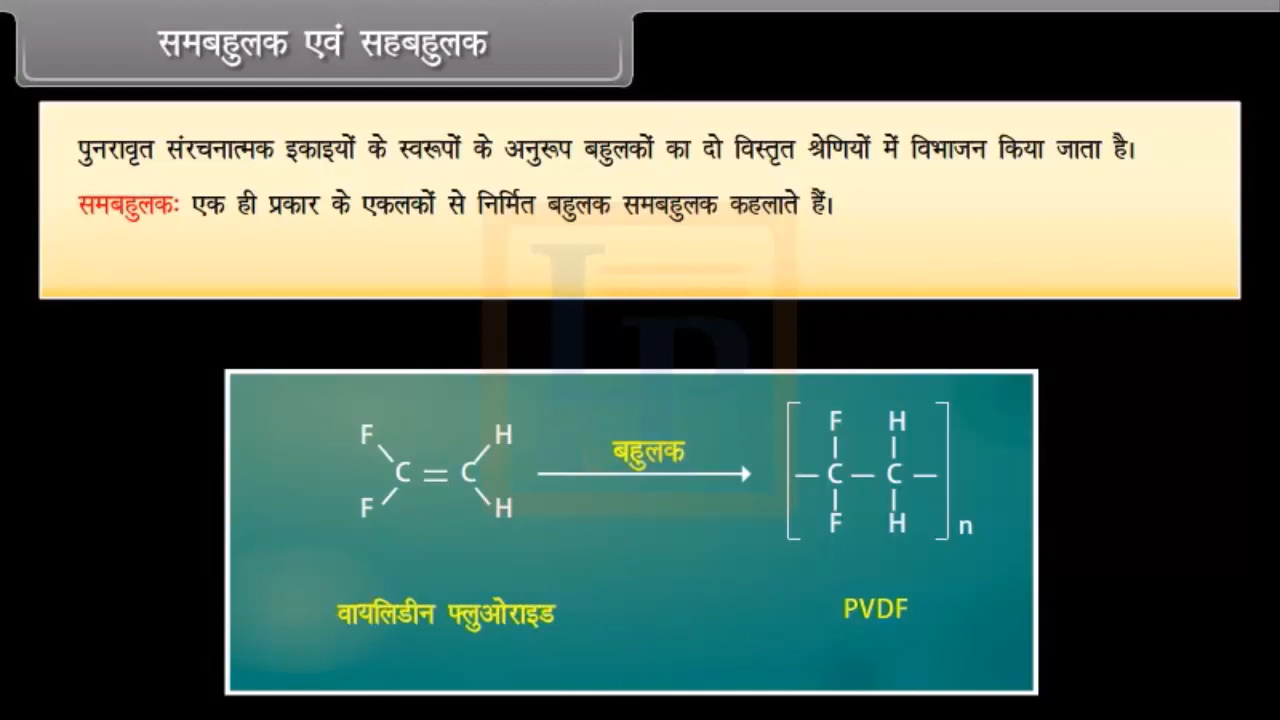 समबहुलक एवं सहबहुलक
पुनरावृत संरचनात्मक इकाइयों के स्वरूपों के अनुरूप बहुलकों का दो विस्तृत श्रेणियों में विभाजन किया जाता है।
समबहुलकः एक ही प्रकार के एकलकों से निर्मित बहुलक समबहुलक कहलाते हैं।
F H F H
C = C बहुलक — C — C —
F H F H n
वायलिडीन फ्लुओराइड PVDF